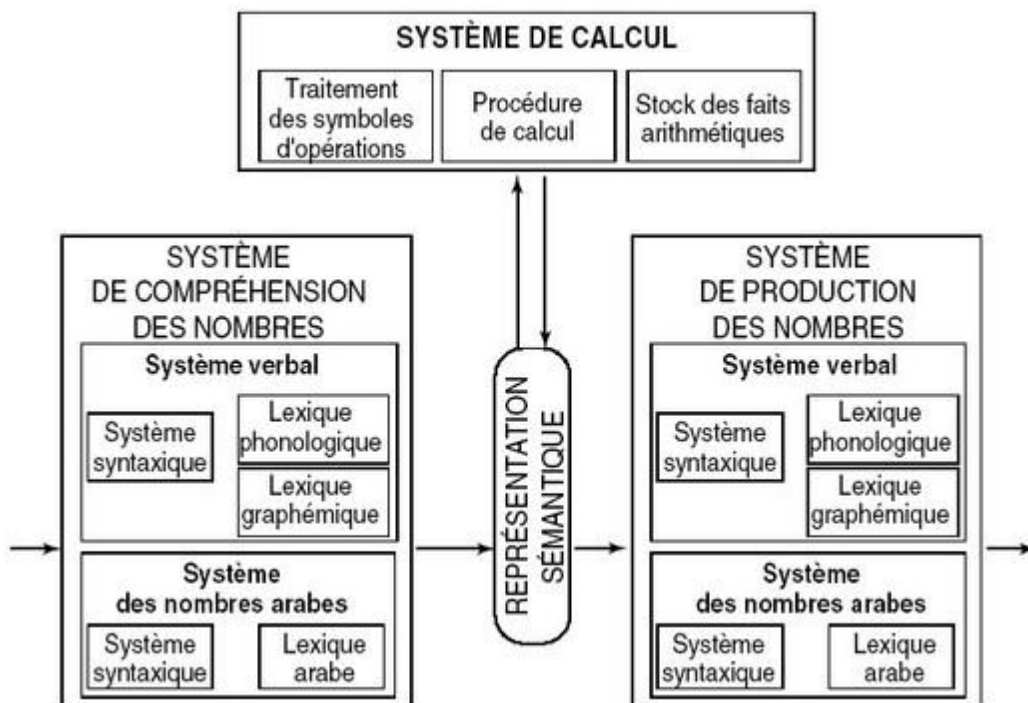 SYSTÈME DE CALCUL
Traitement
des symboles
d'opérations
Procédure
de calcul
Stock des faits
arithmétiques
SYSTÈME
DE COMPRÉHENSION
DES NOMBRES
Système verbal
Système
syntaxique
Lexique
phonologique
Lexique
graphémique
Système
des nombres arabes
Système
syntaxique
Lexique
arabe
REPRÉSENTATION
SÉMANTIQUE
SYSTÈME
DE PRODUCTION
DES NOMBRES
Système verbal
Système
syntaxique
Lexique
phonologique
Lexique
graphémique
Système
des nombres arabes
Système
syntaxique
Lexique
arabe